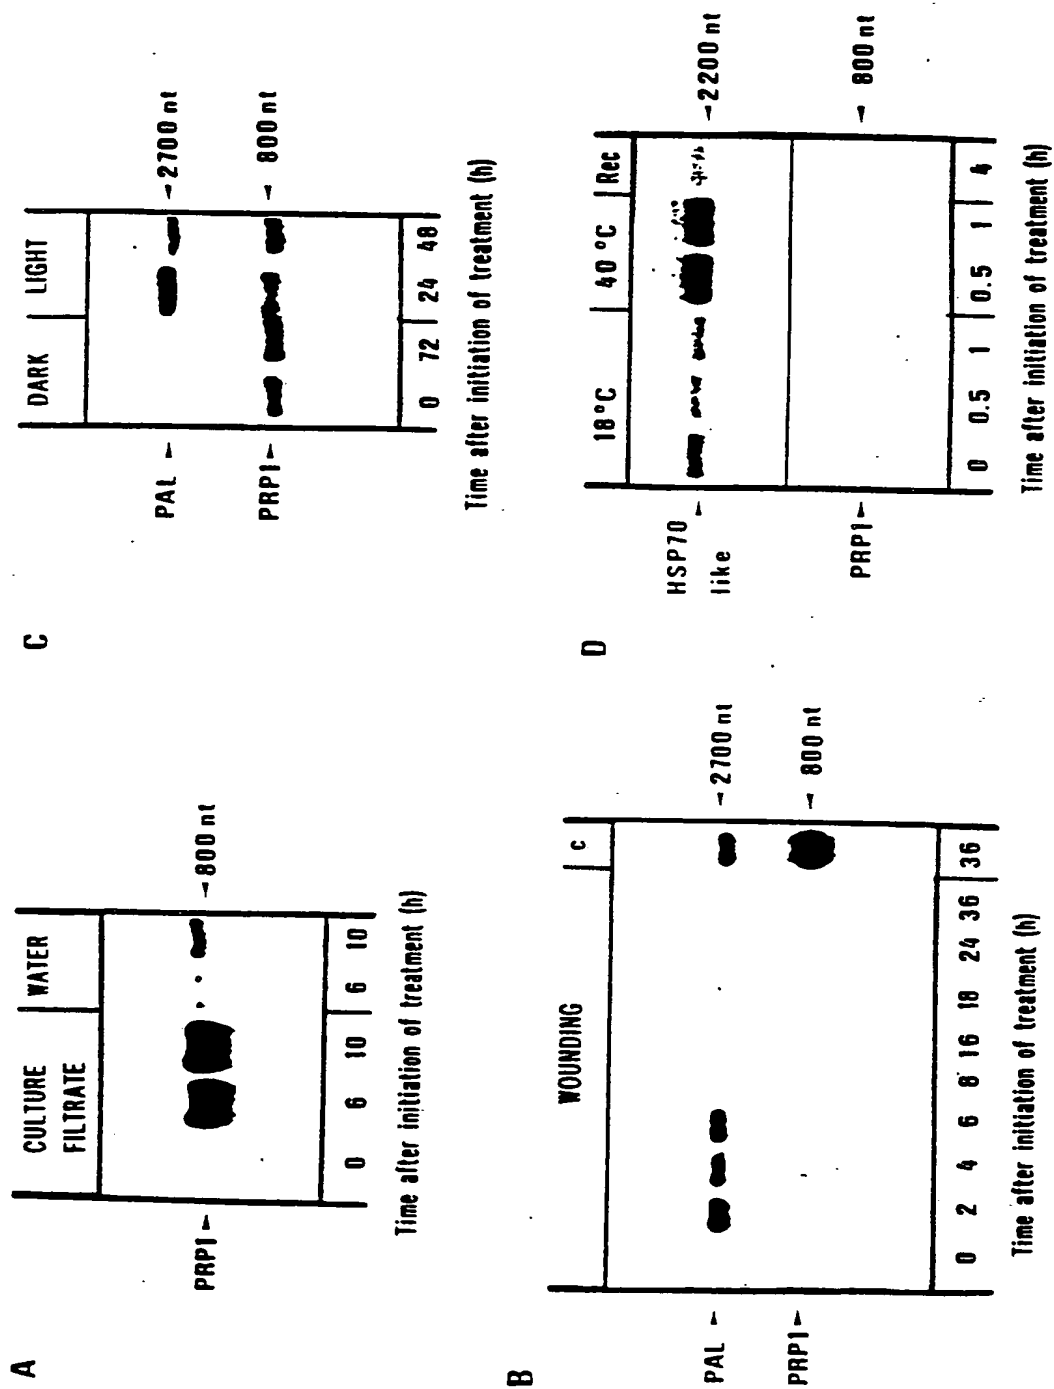 A
CULTURE FILTRATE | WATER
PRP1 ► ◄ 800 nt
0 6 10 | 6 10
Time after initiation of treatment (h)
B
WOUNDING | c
PAL ► ◄ 2700 nt
PRP1 ► ◄ 800 nt
0 2 4 6 8 16 18 24 36 | 36
Time after initiation of treatment (h)
C
DARK | LIGHT
PAL ► ◄ 2700 nt
PRP1 ► ◄ 800 nt
0 72 | 24 48
Time after initiation of treatment (h)
D
18°C | 40 °C | Rec
HSP70 like ► ◄ 2200 nt
PRP1 ► ◄ 800 nt
0 0.5 1 | 0.5 1 | 4
Time after initiation of treatment (h)